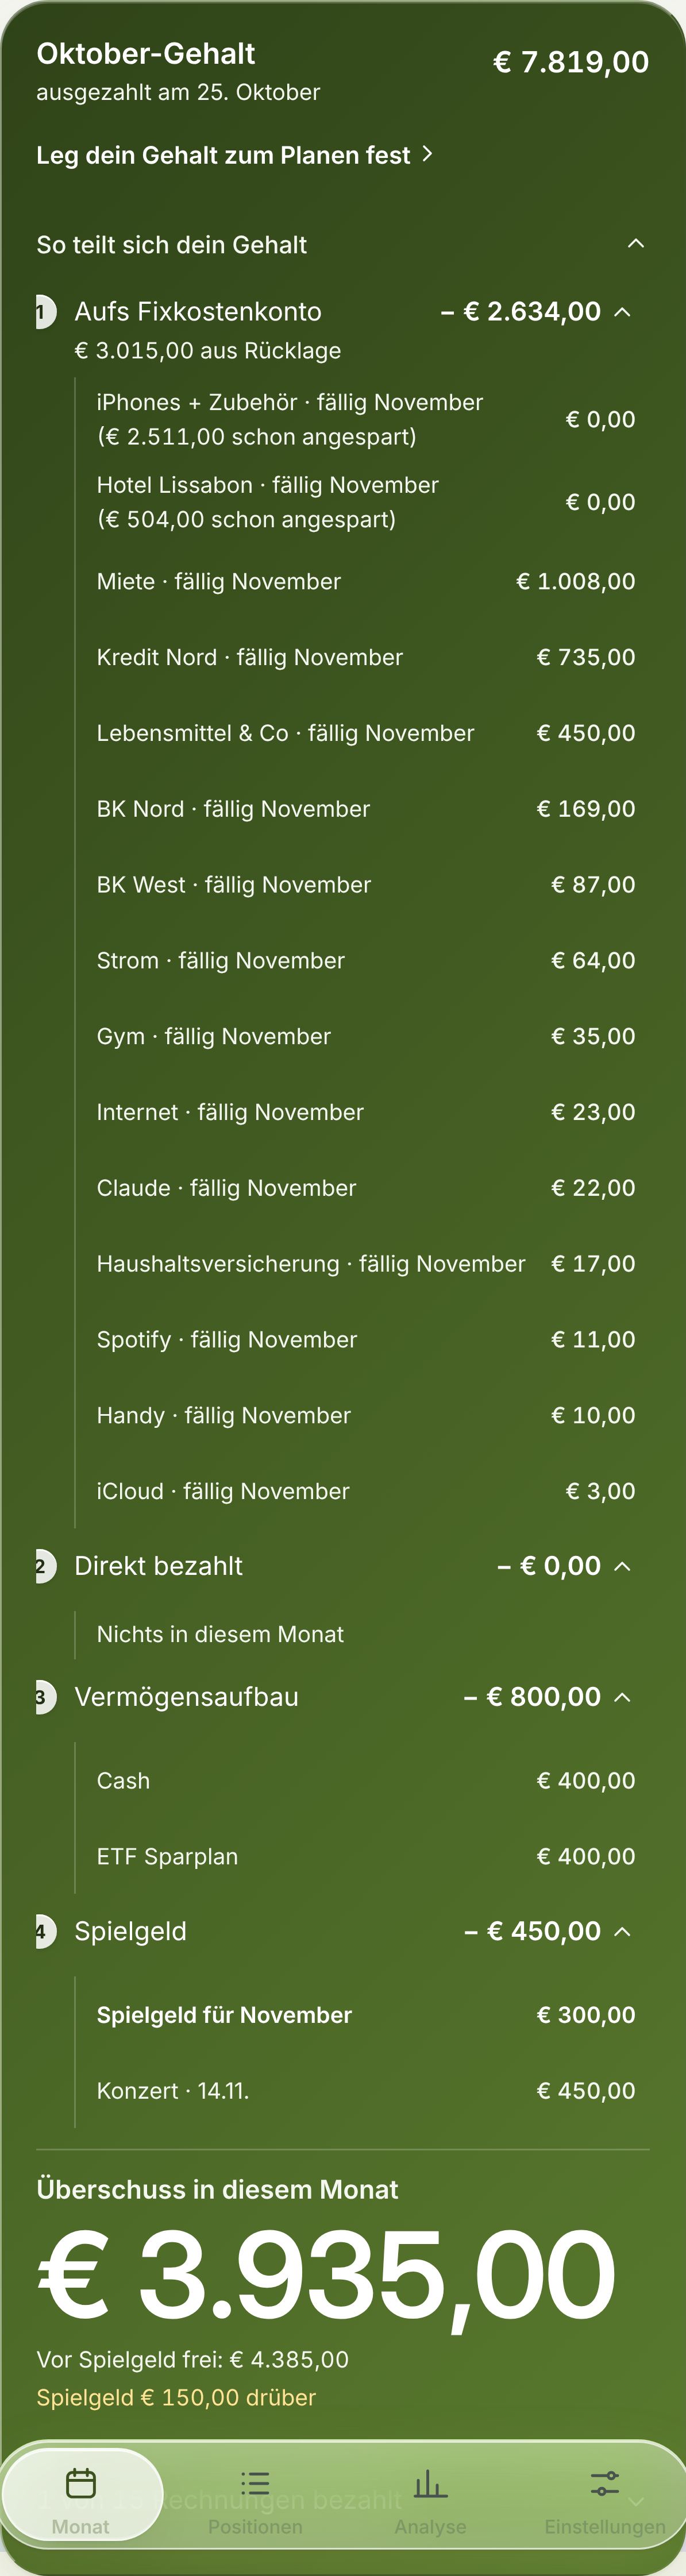 Oktober-Gehalt
€ 7.819,00
ausgezahlt am 25. Oktober
Leg dein Gehalt zum Planen fest
So teilt sich dein Gehalt
1 Aufs Fixkostenkonto – € 2.634,00
€ 3.015,00 aus Rücklage
iPhones + Zubehör · fällig November
(€ 2.511,00 schon angespart)
€ 0,00
Hotel Lissabon · fällig November
(€ 504,00 schon angespart)
€ 0,00
Miete · fällig November € 1.008,00
Kredit Nord · fällig November € 735,00
Lebensmittel & Co · fällig November € 450,00
BK Nord · fällig November € 169,00
BK West · fällig November € 87,00
Strom · fällig November € 64,00
Gym · fällig November € 35,00
Internet · fällig November € 23,00
Claude · fällig November € 22,00
Haushaltsversicherung · fällig November € 17,00
Spotify · fällig November € 11,00
Handy · fällig November € 10,00
iCloud · fällig November € 3,00
2 Direkt bezahlt – € 0,00
Nichts in diesem Monat
3 Vermögensaufbau – € 800,00
Cash € 400,00
ETF Sparplan € 400,00
4 Spielgeld – € 450,00
Spielgeld für November € 300,00
Konzert · 14.11. € 450,00
Überschuss in diesem Monat
€ 3.935,00
Vor Spielgeld frei: € 4.385,00
Spielgeld € 150,00 drüber
Rechnungen bezahlt
Monat Positionen Analyse Einstellungen